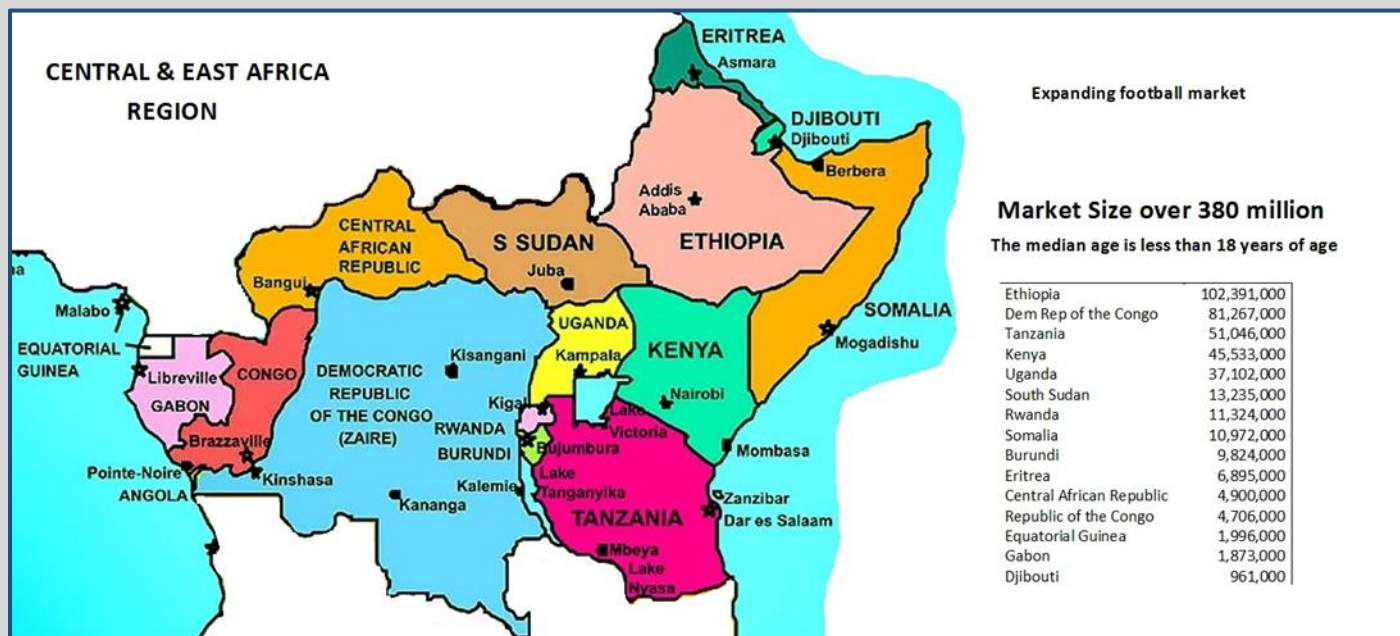 CENTRAL & EAST AFRICA
REGION
Expanding football market
Market Size over 380 million
The median age is less than 18 years of age
Ethiopia 102,391,000
Dem Rep of the Congo 81,267,000
Tanzania 51,046,000
Kenya 45,533,000
Uganda 37,102,000
South Sudan 13,235,000
Rwanda 11,324,000
Somalia 10,972,000
Burundi 9,824,000
Eritrea 6,895,000
Central African Republic 4,900,000
Republic of the Congo 4,706,000
Equatorial Guinea 1,996,000
Gabon 1,873,000
Djibouti 961,000
ERITREA
Asmara
DJIBOUTI
Djibouti
Berbera
Addis
Ababa
ETHIOPIA
CENTRAL
AFRICAN
REPUBLIC
Bangui
S SUDAN
Juba
SOMALIA
Mogadishu
na
Malabo
EQUATORIAL
GUINEA
Libreville
GABON
CONGO
Brazzaville
Pointe-Noire
ANGOLA
Kinshasa
DEMOCRATIC
REPUBLIC
OF THE CONGO
(ZAIRE)
Kisangani
Kananga
Kalemie
UGANDA
Kampala
KENYA
Nairobi
Mombasa
Kigal
RWANDA
BURUNDI
Bujumbura
Lake
Victoria
Lake
Tanganyika
TANZANIA
Zanzibar
Dar es Salaam
Mbeya
Lake
Nyasa